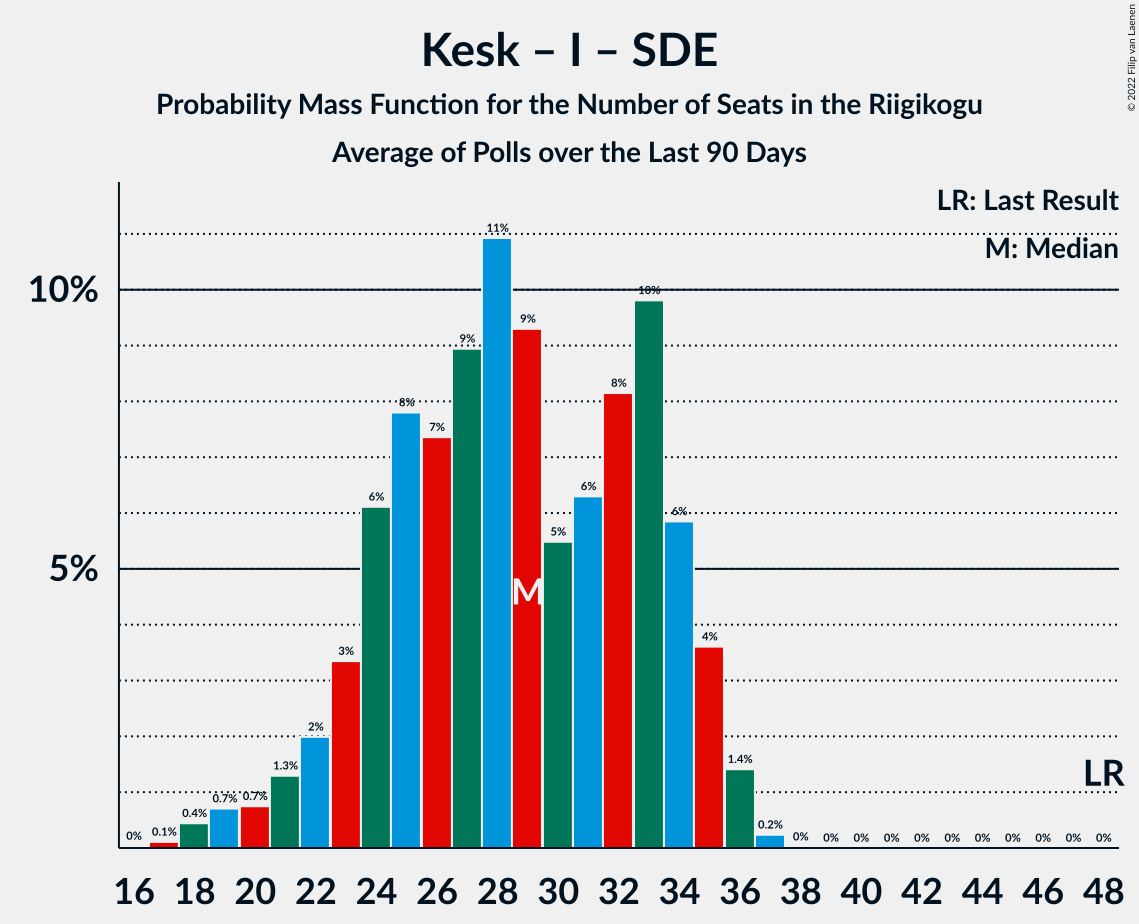 Kesk – I – SDE
Probability Mass Function for the Number of Seats in the Riigikogu
Average of Polls over the Last 90 Days
© 2022 Filip van Laenen
LR: Last Result
M: Median
10%
5%
0% 0.1% 0.4% 0.7% 0.7% 1.3% 2% 3% 6% 8% 7% 9% 11% 9% 5% 6% 8% 10% 6% 4% 1.4% 0.2% 0% 0% 0% 0% 0% 0% 0% 0% 0% 0% 0%
M
LR
16 18 20 22 24 26 28 30 32 34 36 38 40 42 44 46 48